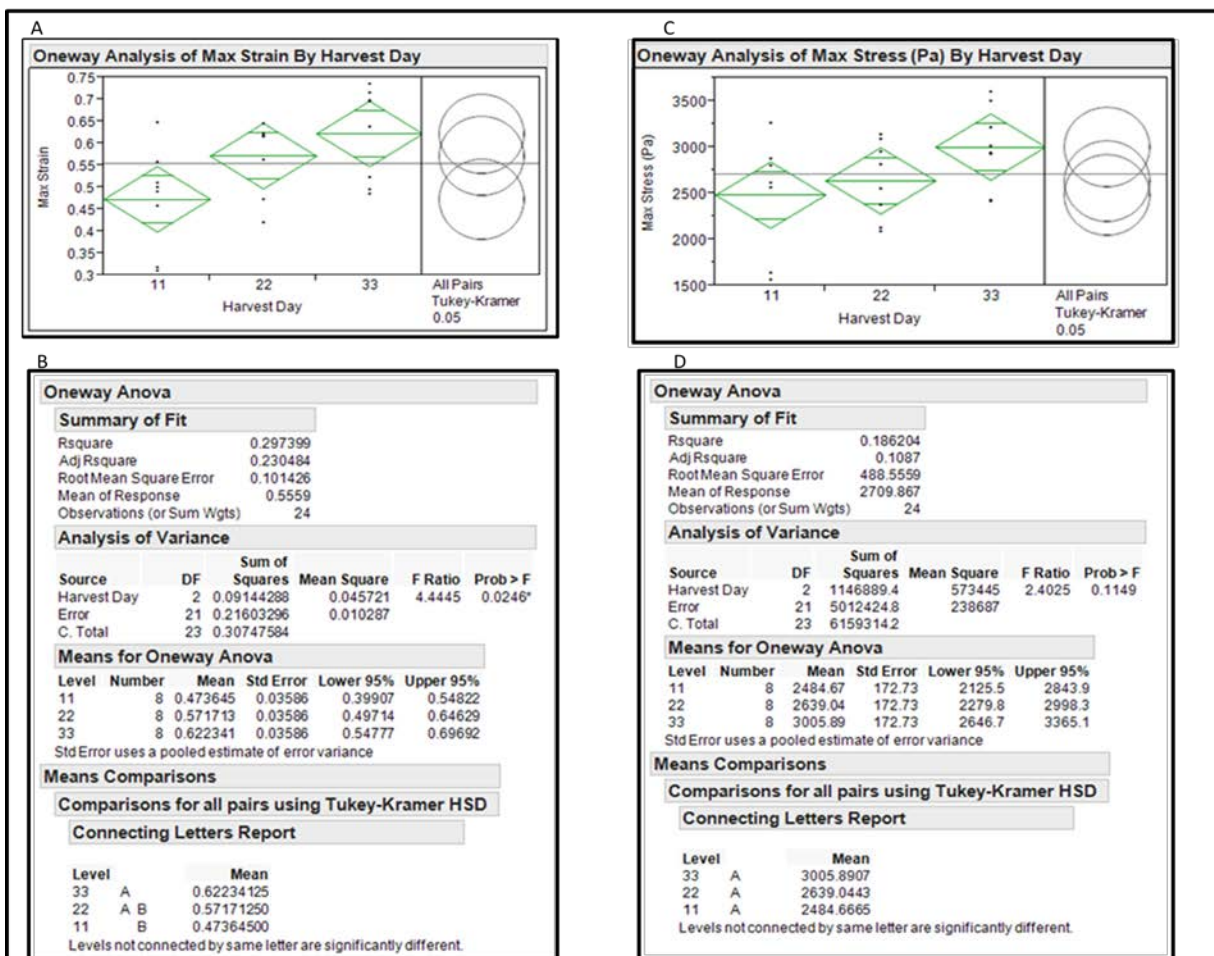 A
Oneway Analysis of Max Strain By Harvest Day
0.75
0.7
0.65
0.6
0.55
0.5
0.45
0.4
0.35
0.3
Max Strain
11 22 33
Harvest Day
All Pairs
Tukey-Kramer
0.05
C
Oneway Analysis of Max Stress (Pa) By Harvest Day
3500
3000
2500
2000
1500
Max Stress (Pa)
11 22 33
Harvest Day
All Pairs
Tukey-Kramer
0.05
B
Oneway Anova
Summary of Fit
Rsquare 0.297399
Adj Rsquare 0.230484
Root Mean Square Error 0.101426
Mean of Response 0.5559
Observations (or Sum Wgts) 24
Analysis of Variance
Sum of
Source DF Squares Mean Square F Ratio Prob > F
Harvest Day 2 0.09144288 0.045721 4.4445 0.0246*
Error 21 0.21603296 0.010287
C. Total 23 0.30747584
Means for Oneway Anova
Level Number Mean Std Error Lower 95% Upper 95%
11 8 0.473645 0.03586 0.39907 0.54822
22 8 0.571713 0.03586 0.49714 0.64629
33 8 0.622341 0.03586 0.54777 0.69692
Std Error uses a pooled estimate of error variance
Means Comparisons
Comparisons for all pairs using Tukey-Kramer HSD
Connecting Letters Report
Level Mean
33 A 0.62234125
22 A B 0.57171250
11 B 0.47364500
Levels not connected by same letter are significantly different.
D
Oneway Anova
Summary of Fit
Rsquare 0.186204
Adj Rsquare 0.1087
Root Mean Square Error 488.5559
Mean of Response 2709.867
Observations (or Sum Wgts) 24
Analysis of Variance
Sum of
Source DF Squares Mean Square F Ratio Prob > F
Harvest Day 2 1146889.4 573445 2.4025 0.1149
Error 21 5012424.8 238687
C. Total 23 6159314.2
Means for Oneway Anova
Level Number Mean Std Error Lower 95% Upper 95%
11 8 2484.67 172.73 2125.5 2843.9
22 8 2639.04 172.73 2279.8 2998.3
33 8 3005.89 172.73 2646.7 3365.1
Std Error uses a pooled estimate of error variance
Means Comparisons
Comparisons for all pairs using Tukey-Kramer HSD
Connecting Letters Report
Level Mean
33 A 3005.8907
22 A 2639.0443
11 A 2484.6665
Levels not connected by same letter are significantly different.